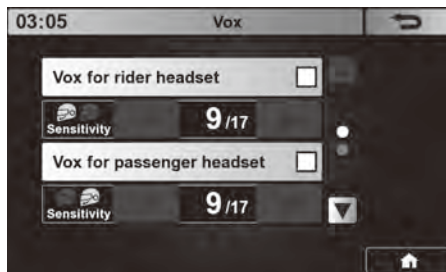 03:05 Vox
Vox for rider headset
Sensitivity 9 /17
Vox for passenger headset
Sensitivity 9 /17